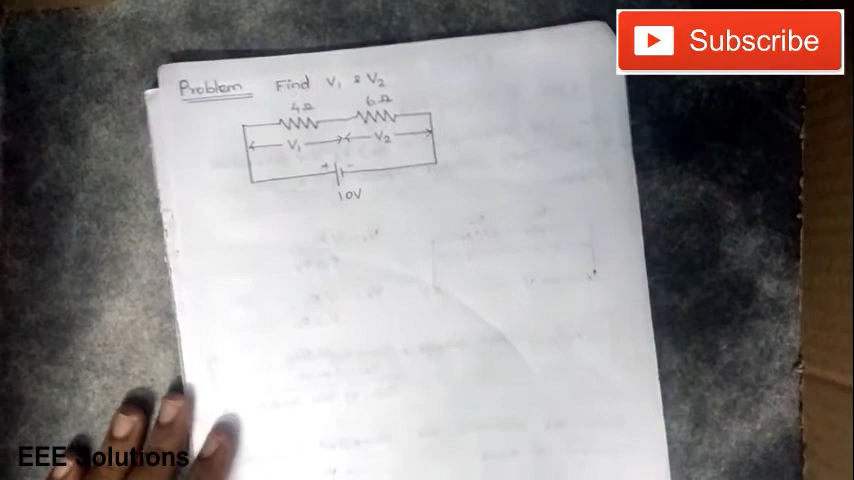 Subscribe
Problem Find V₁ & V₂
4Ω 6Ω
V₁ V₂
+ -
10V
EEE Solutions